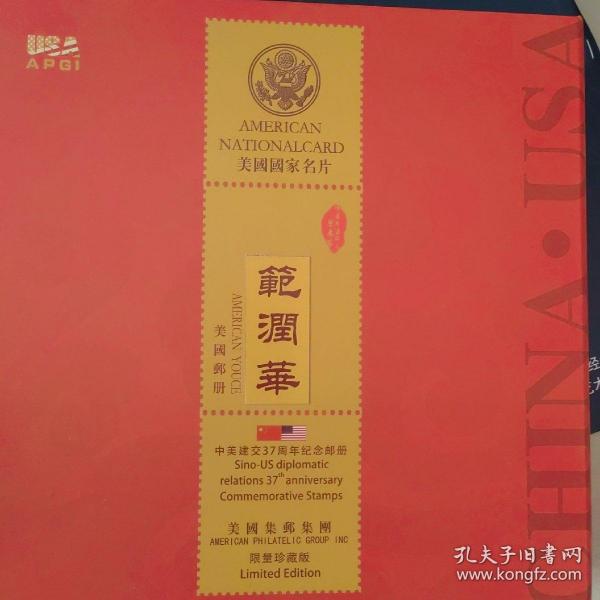 USA
APGI
AMERICAN
NATIONALCARD
美國國家名片
範潤華
AMERICAN YOUCE
美國郵册
中美建交37周年纪念邮册
Sino-US diplomatic
relations 37th anniversary
Commemorative Stamps
美國集郵集團
AMERICAN PHILATELIC GROUP INC
限量珍藏版
Limited Edition
CHINA·USA
经
孔夫子旧书网
www.kongfz.com